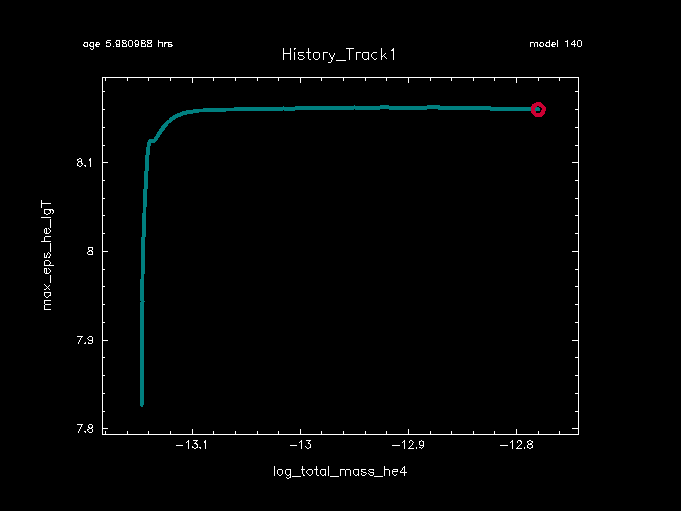 age 5.980988 hrs
model 140
History_Track1
8.1
8
7.9
7.8
max_eps_he_lgT
−13.1
−13
−12.9
−12.8
log_total_mass_he4